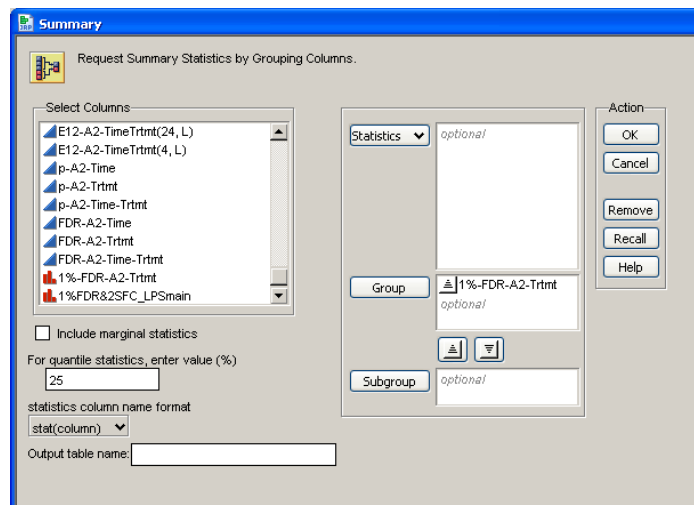 Summary
Request Summary Statistics by Grouping Columns.
Select Columns
E12-A2-TimeTrtmt(24, L)
E12-A2-TimeTrtmt(4, L)
p-A2-Time
p-A2-Trtmt
p-A2-Time-Trtmt
FDR-A2-Time
FDR-A2-Trtmt
FDR-A2-Time-Trtmt
1%-FDR-A2-Trtmt
1%FDR&2SFC_LPSmain
Include marginal statistics
For quantile statistics, enter value (%)
25
statistics column name format
stat(column)
Output table name:
Statistics
optional
Group
1%-FDR-A2-Trtmt
optional
Subgroup
optional
Action
OK
Cancel
Remove
Recall
Help